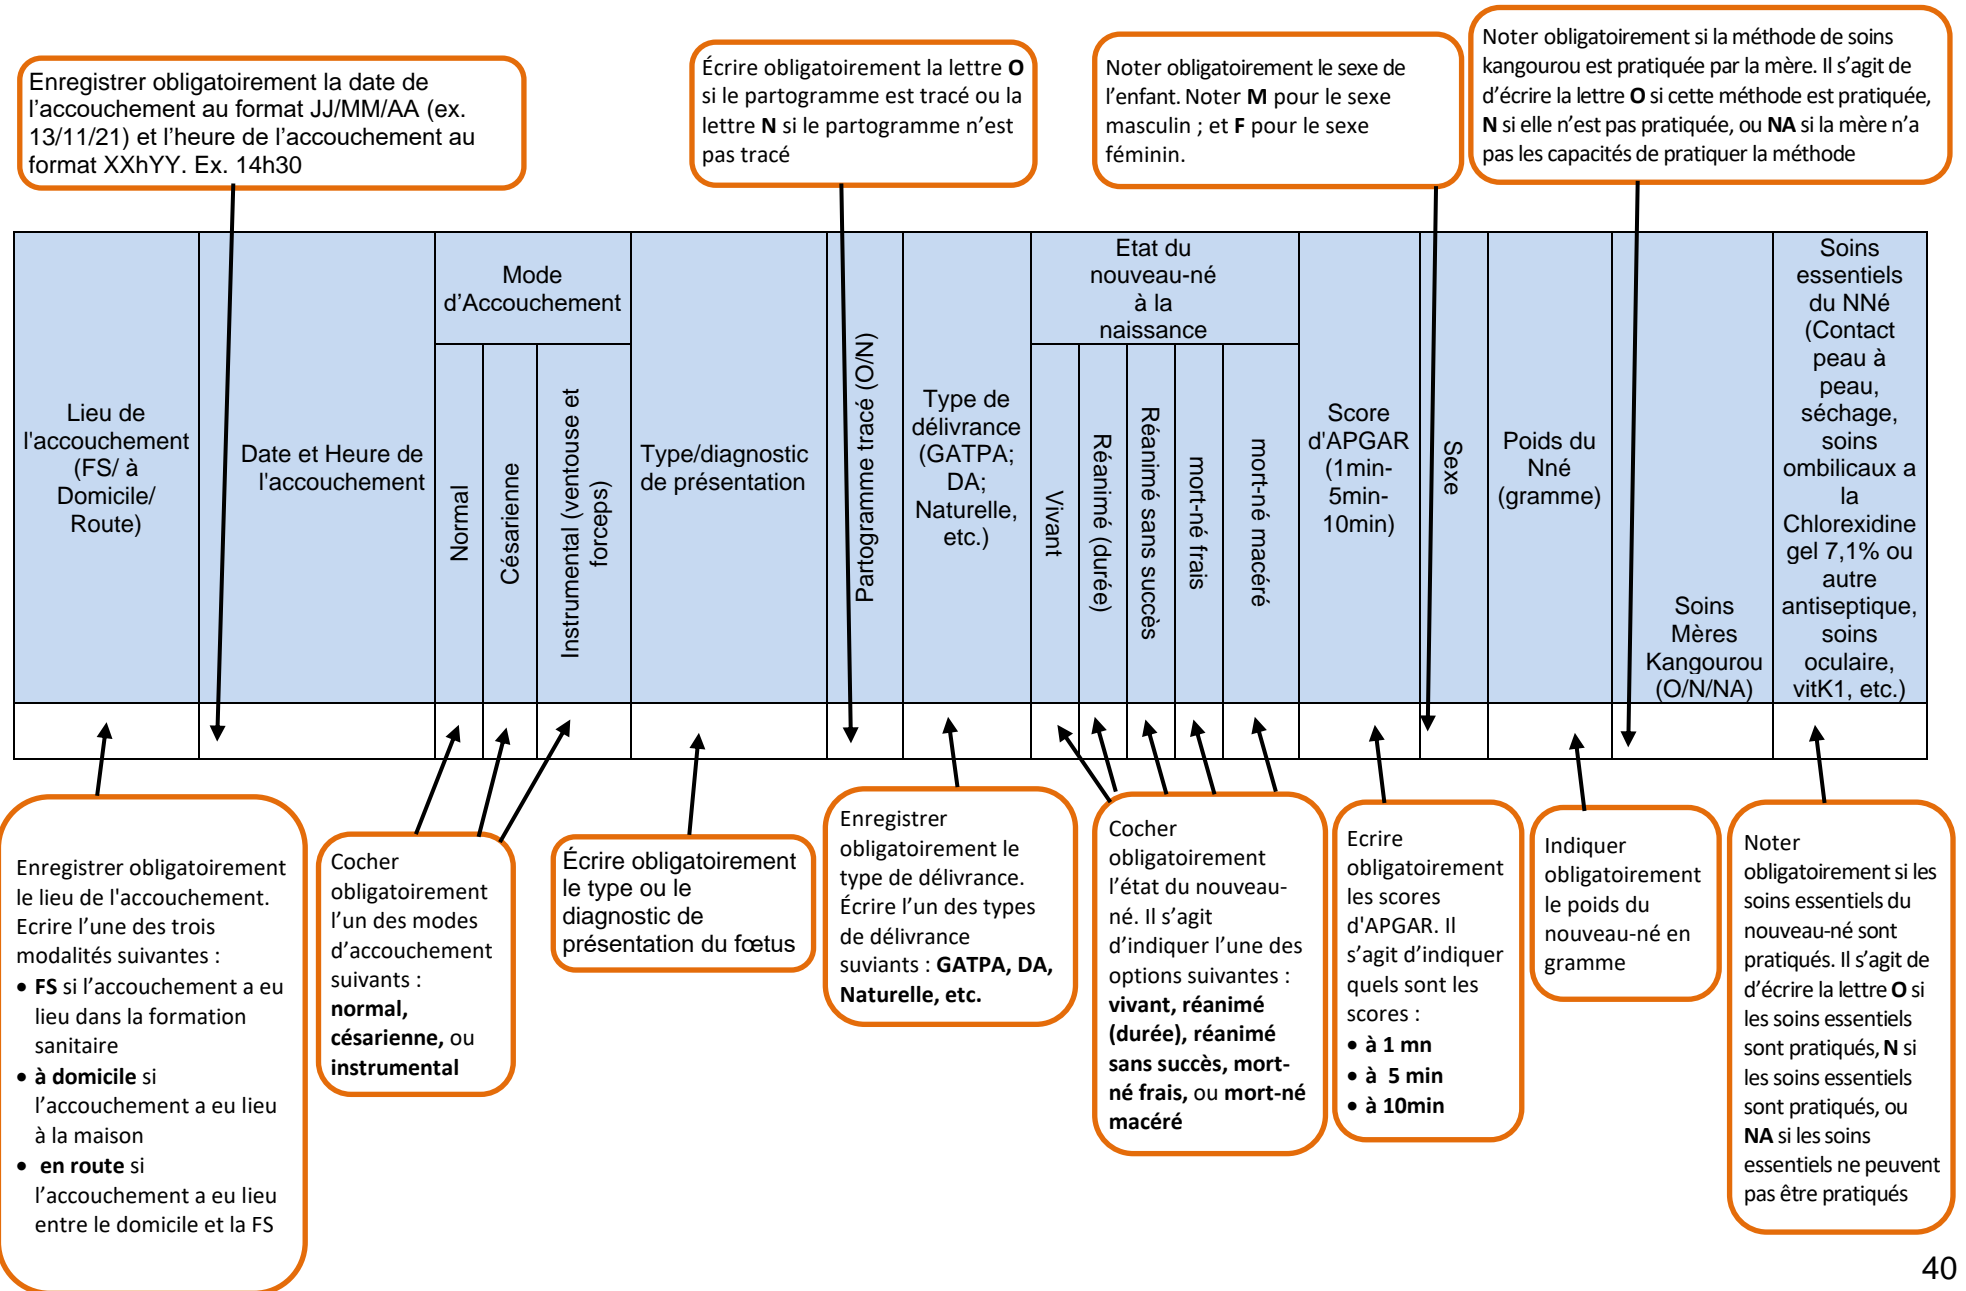 Enregistrer obligatoirement la date de
l'accouchement au format JJ/MM/AA (ex.
13/11/21) et l'heure de l'accouchement au
format XXhYY. Ex. 14h30
Écrire obligatoirement la lettre O
si le partogramme est tracé ou la
lettre N si le partogramme n'est
pas tracé
Noter obligatoirement le sexe de
l'enfant. Noter M pour le sexe
masculin ; et F pour le sexe
féminin.
Noter obligatoirement si la méthode de soins
kangourou est pratiquée par la mère. Il s'agit de
d'écrire la lettre O si cette méthode est pratiquée,
N si elle n'est pas pratiquée, ou NA si la mère n'a
pas les capacités de pratiquer la méthode
Lieu de
l'accouchement
(FS/ à
Domicile/
Route)
Date et Heure de
l'accouchement
Mode
d'Accouchement
Normal
Césarienne
Instrumental (ventouse et
forceps)
Type/diagnostic
de présentation
Partogramme tracé (O/N)
Type de
délivrance
(GATPA;
DA;
Naturelle,
etc.)
Etat du
nouveau-né
à la
naissance
Vivant
Réanimé (durée)
Réanimé sans succès
mort-né frais
mort-né macéré
Score
d'APGAR
(1min-
5min-
10min)
Sexe
Poids du
Nné
(gramme)
Soins
Mères
Kangourou
(O/N/NA)
Soins
essentiels
du NNé
(Contact
peau à
peau,
séchage,
soins
ombilicaux a
la
Chlorexidine
gel 7,1% ou
autre
antiseptique,
soins
oculaire,
vitK1, etc.)
Enregistrer obligatoirement
le lieu de l'accouchement.
Ecrire l'une des trois
modalités suivantes :
• FS si l'accouchement a eu
lieu dans la formation
sanitaire
• à domicile si
l'accouchement a eu lieu
à la maison
• en route si
l'accouchement a eu lieu
entre le domicile et la FS
Cocher
obligatoirement
l'un des modes
d'accouchement
suivants :
normal,
césarienne, ou
instrumental
Écrire obligatoirement
le type ou le
diagnostic de
présentation du fœtus
Enregistrer
obligatoirement le
type de délivrance.
Écrire l'un des types
de délivrance
suviants : GATPA, DA,
Naturelle, etc.
Cocher
obligatoirement
l'état du nouveau-
né. Il s'agit
d'indiquer l'une des
options suivantes :
vivant, réanimé
(durée), réanimé
sans succès, mort-
né frais, ou mort-né
macéré
Ecrire
obligatoirement
les scores
d'APGAR. Il
s'agit d'indiquer
quels sont les
scores :
• à 1 mn
• à 5 min
• à 10min
Indiquer
obligatoirement
le poids du
nouveau-né en
gramme
Noter
obligatoirement si les
soins essentiels du
nouveau-né sont
pratiqués. Il s'agit de
d'écrire la lettre O si
les soins essentiels
sont pratiqués, N si
les soins essentiels
sont pratiqués, ou
NA si les soins
essentiels ne peuvent
pas être pratiqués
40